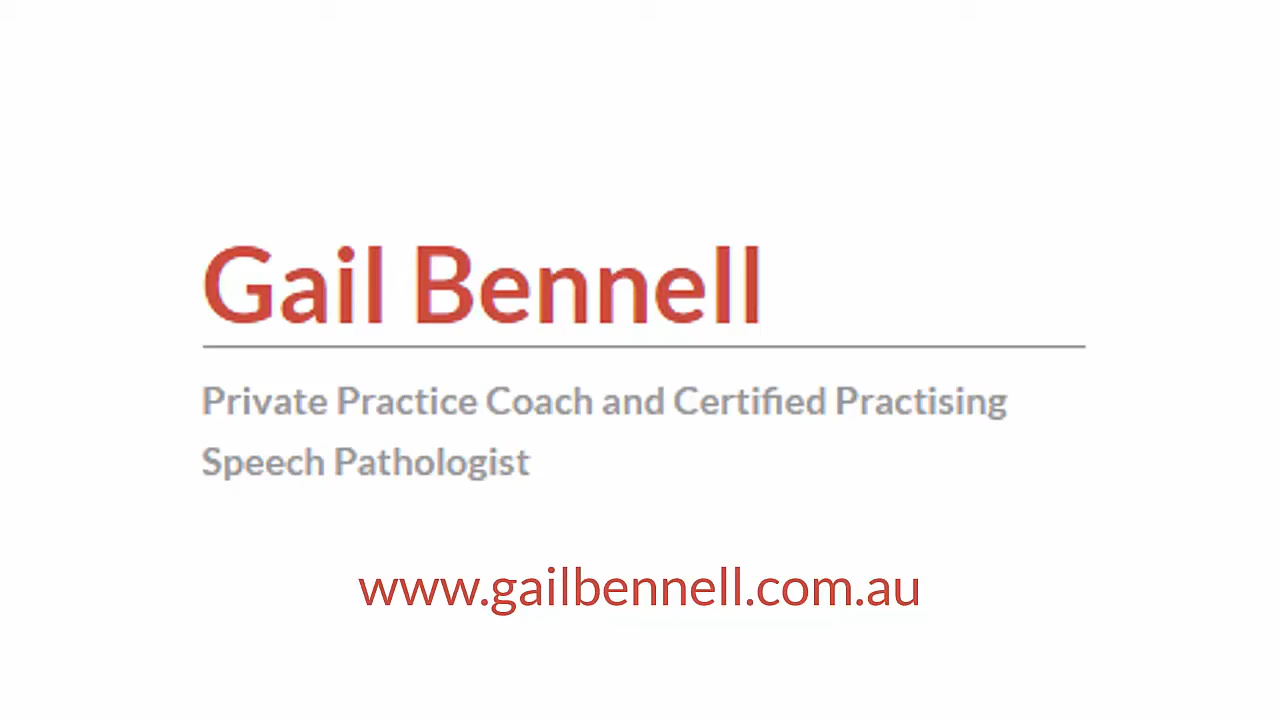 Gail Bennell
Private Practice Coach and Certified Practising
Speech Pathologist
www.gailbennell.com.au